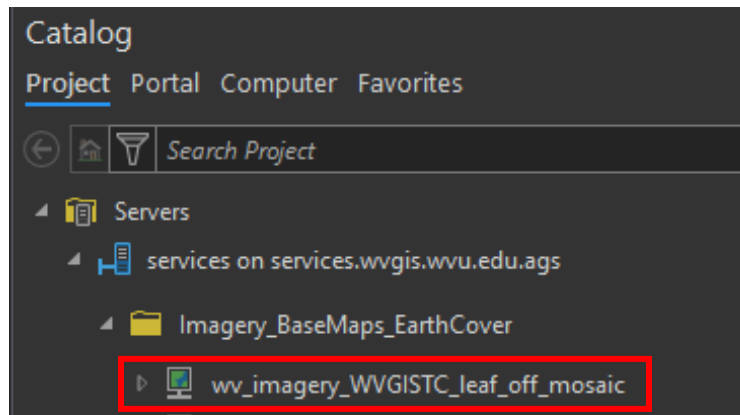 Catalog
Project Portal Computer Favorites
Search Project
Servers
services on services.wvgis.wvu.edu.ags
Imagery_BaseMaps_EarthCover
wv_imagery_WVGISTC_leaf_off_mosaic